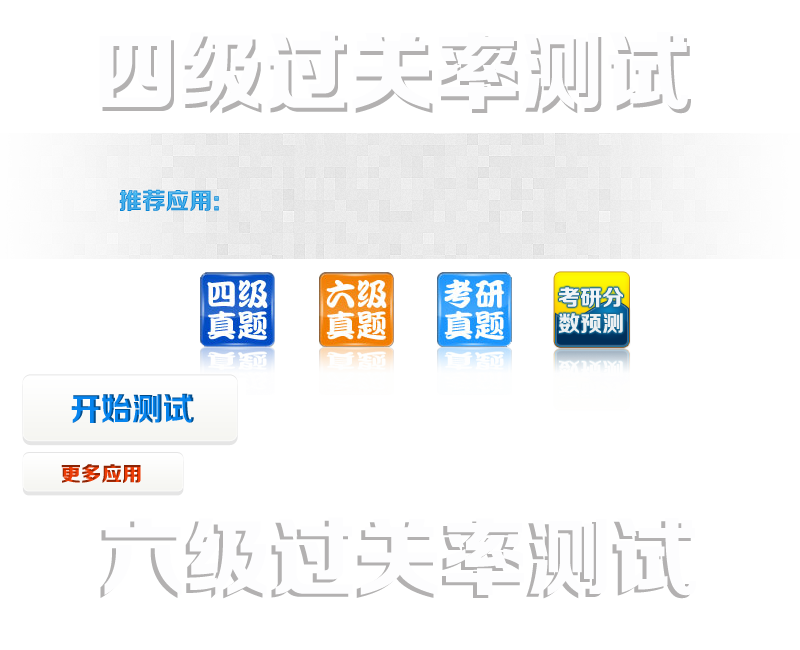 四级过关率测试
推荐应用:
四级
真题
六级
真题
考研
真题
考研分
数预测
开始测试
更多应用
六级过关率测试